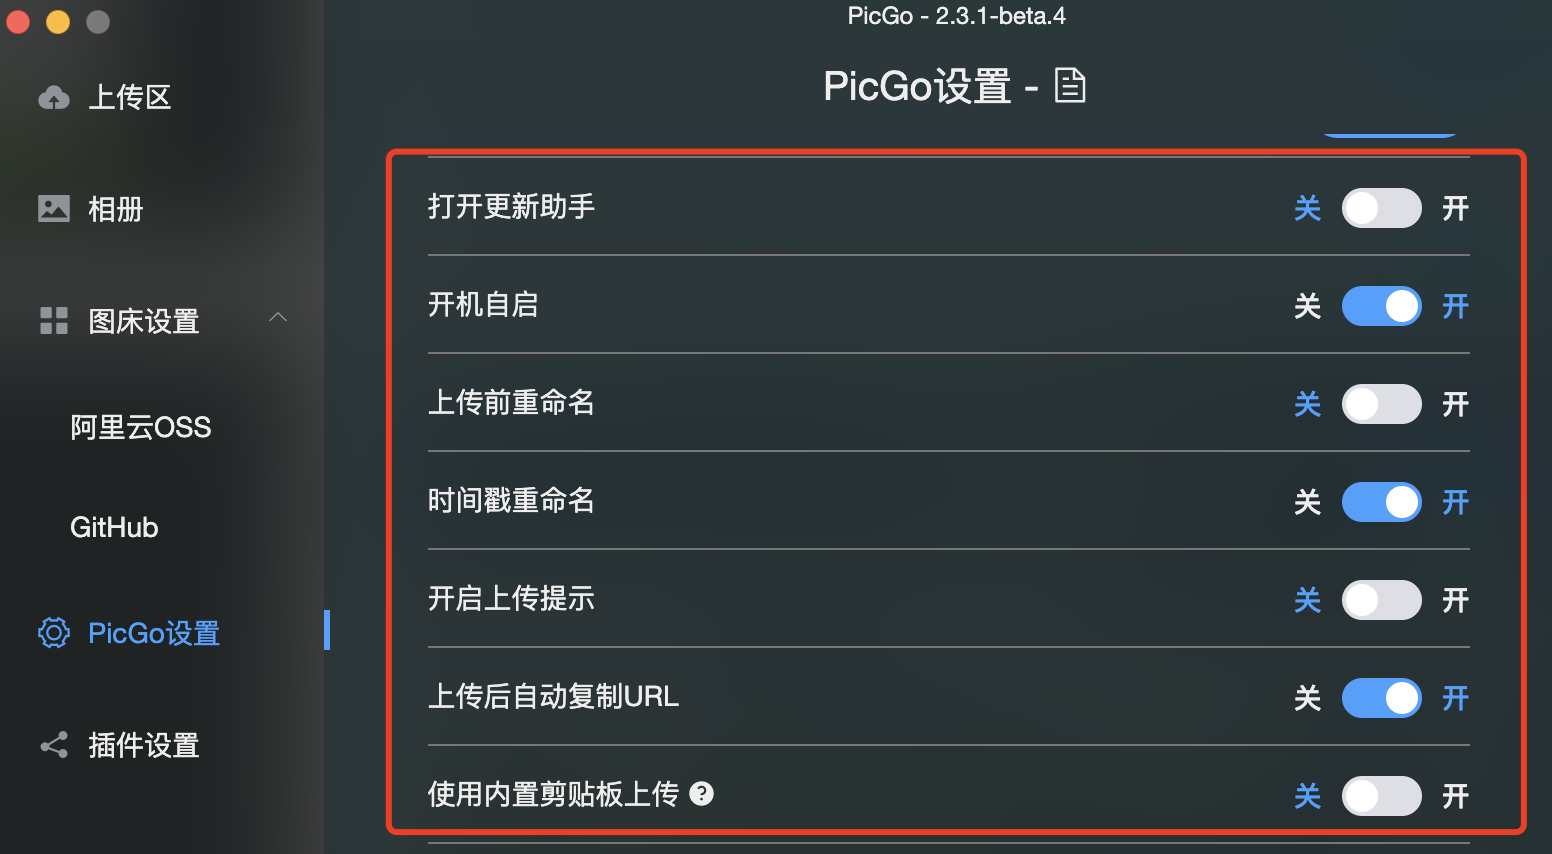 PicGo - 2.3.1-beta.4
PicGo设置 -
上传区
相册
图床设置
阿里云OSS
GitHub
PicGo设置
插件设置
打开更新助手 关 开
开机自启 关 开
上传前重命名 关 开
时间戳重命名 关 开
开启上传提示 关 开
上传后自动复制URL 关 开
使用内置剪贴板上传 ? 关 开